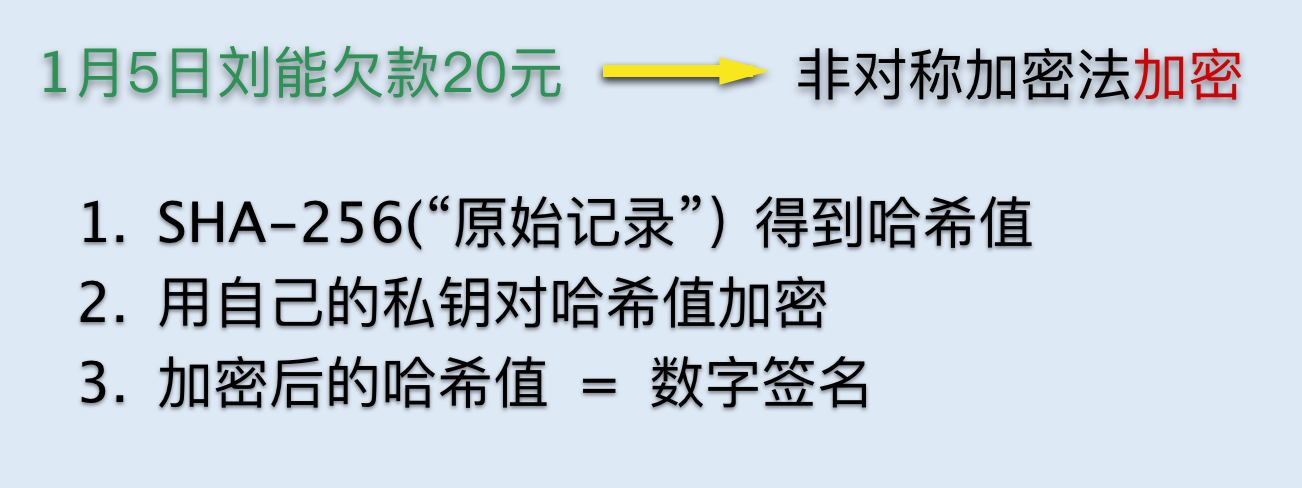 1月5日刘能欠款20元 非对称加密法加密
1. SHA-256(“原始记录”) 得到哈希值
2. 用自己的私钥对哈希值加密
3. 加密后的哈希值 = 数字签名